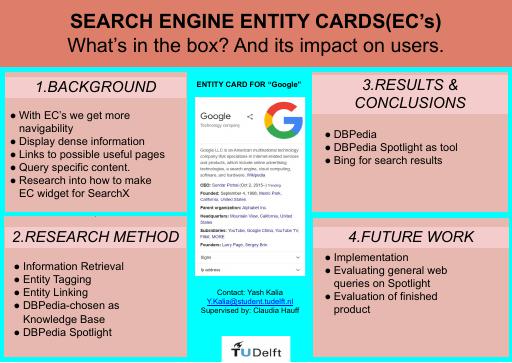 SEARCH ENGINE ENTITY CARDS(EC's)
What's in the box? And its impact on users.
1.BACKGROUND
● With EC's we get more
navigability
● Display dense information
● Links to possible useful pages
● Query specific content.
● Research into how to make
EC widget for SearchX
2.RESEARCH METHOD
● Information Retrieval
● Entity Tagging
● Entity Linking
● DBPedia-chosen as
Knowledge Base
● DBPedia Spotlight
ENTITY CARD FOR "Google"
Google
Technology company
Google LLC is an American multinational technology
company that specializes in Internet-related services
and products, which include online advertising
technologies, a search engine, cloud computing,
software, and hardware. Wikipedia
CEO: Sundar Pichai (Oct 2, 2015–) Trending
Founded: September 4, 1998, Menlo Park,
California, United States
Parent organization: Alphabet Inc.
Headquarters: Mountain View, California, United
States
Subsidiaries: YouTube, Google China, YouTube TV,
Fitbit, MORE
Founders: Larry Page, Sergey Brin
Ip address
Contact: Yash Kalia
Y.Kalia@student.tudelft.nl
Supervised by: Claudia Hauff
TUDelft
3.RESULTS &
CONCLUSIONS
● DBPedia
● DBPedia Spotlight as tool
● Bing for search results
4.FUTURE WORK
● Implementation
● Evaluating general web
queries on Spotlight
● Evaluation of finished
product